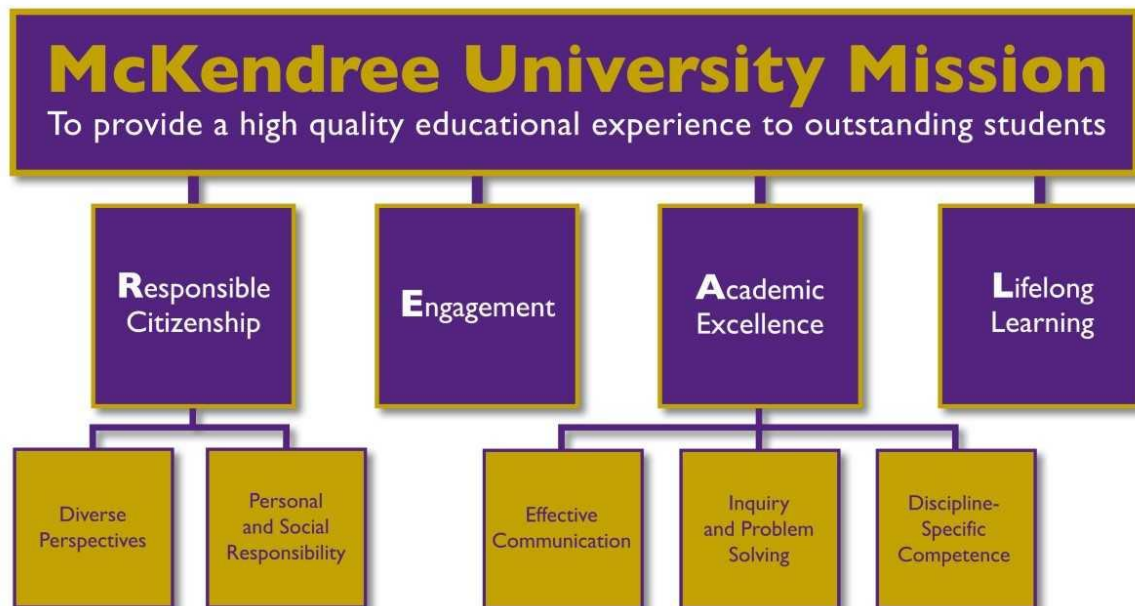 McKendree University Mission
To provide a high quality educational experience to outstanding students
Responsible
Citizenship
Engagement
Academic
Excellence
Lifelong
Learning
Diverse
Perspectives
Personal
and Social
Responsibility
Effective
Communication
Inquiry
and Problem
Solving
Discipline-
Specific
Competence